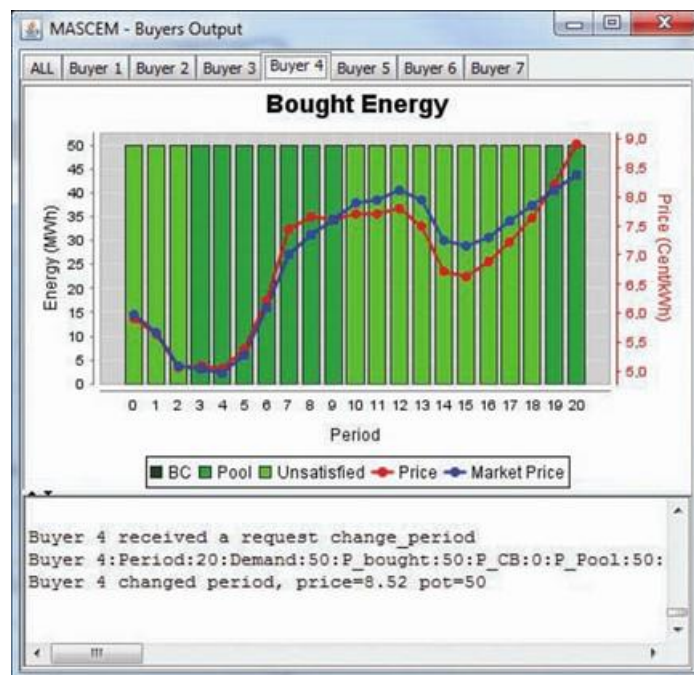 MASCEM - Buyers Output
ALL Buyer 1 Buyer 2 Buyer 3 Buyer 4 Buyer 5 Buyer 6 Buyer 7
Bought Energy
50
45
40
35
30
25
20
15
10
5
0
Energy (MWh)
9,0
8,5
8,0
7,5
7,0
6,5
6,0
5,5
5,0
Price (Cent/kWh)
0 1 2 3 4 5 6 7 8 9 10 11 12 13 14 15 16 17 18 19 20
Period
BC Pool Unsatisfied Price Market Price
Buyer 4 received a request change_period
Buyer 4:Period:20:Demand:50:P_bought:50:P_CB:0:P_Pool:50:
Buyer 4 changed period, price=8.52 pot=50